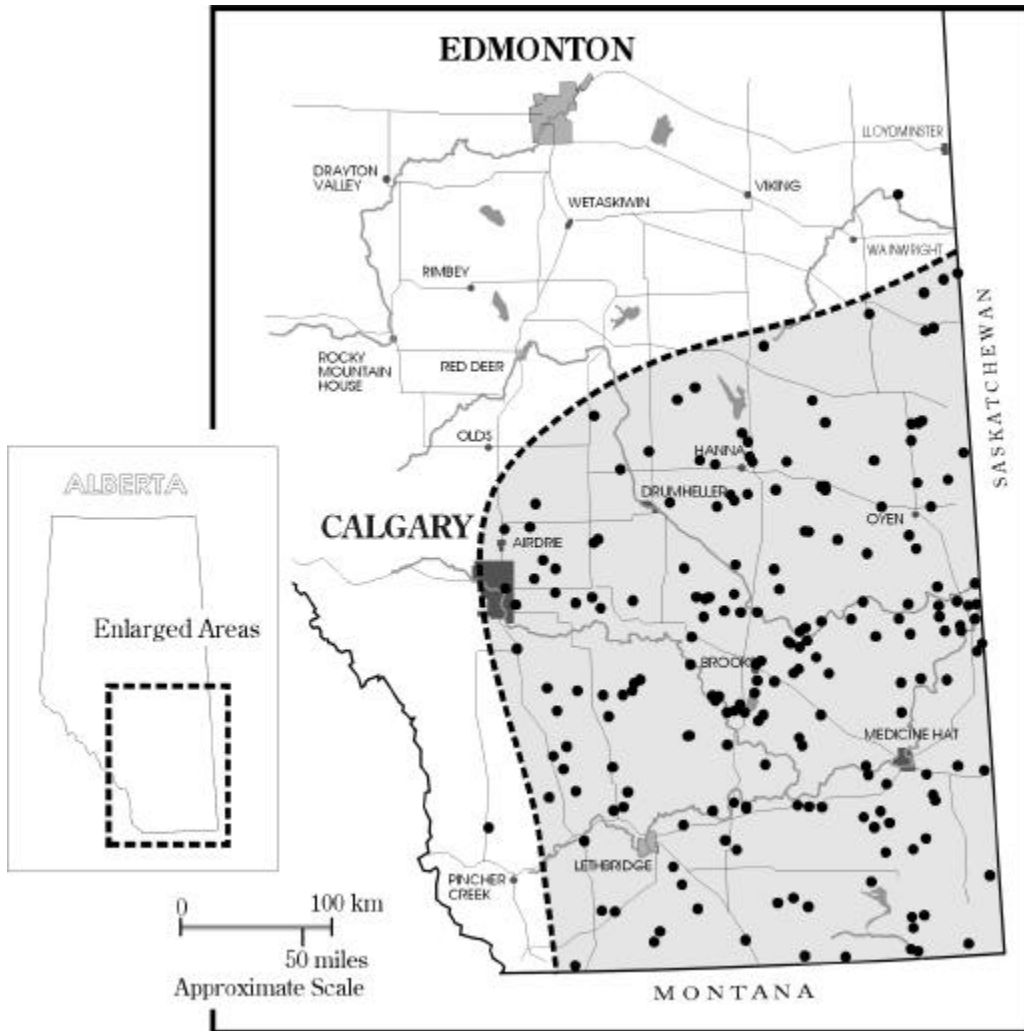 EDMONTON
LLOYDMINSTER
DRAYTON
VALLEY
VIKING
WETASKIWIN
WAINWRIGHT
RIMBEY
SASKATCHEWAN
ROCKY
MOUNTAIN
HOUSE
RED DEER
OLDS
HANNA
ALBERTA
DRUMHELLER
OYEN
CALGARY
AIRDRIE
Enlarged Areas
BROOKS
MEDICINE HAT
LETHBRIDGE
PINCHER
CREEK
0
100 km
50 miles
Approximate Scale
MONTANA